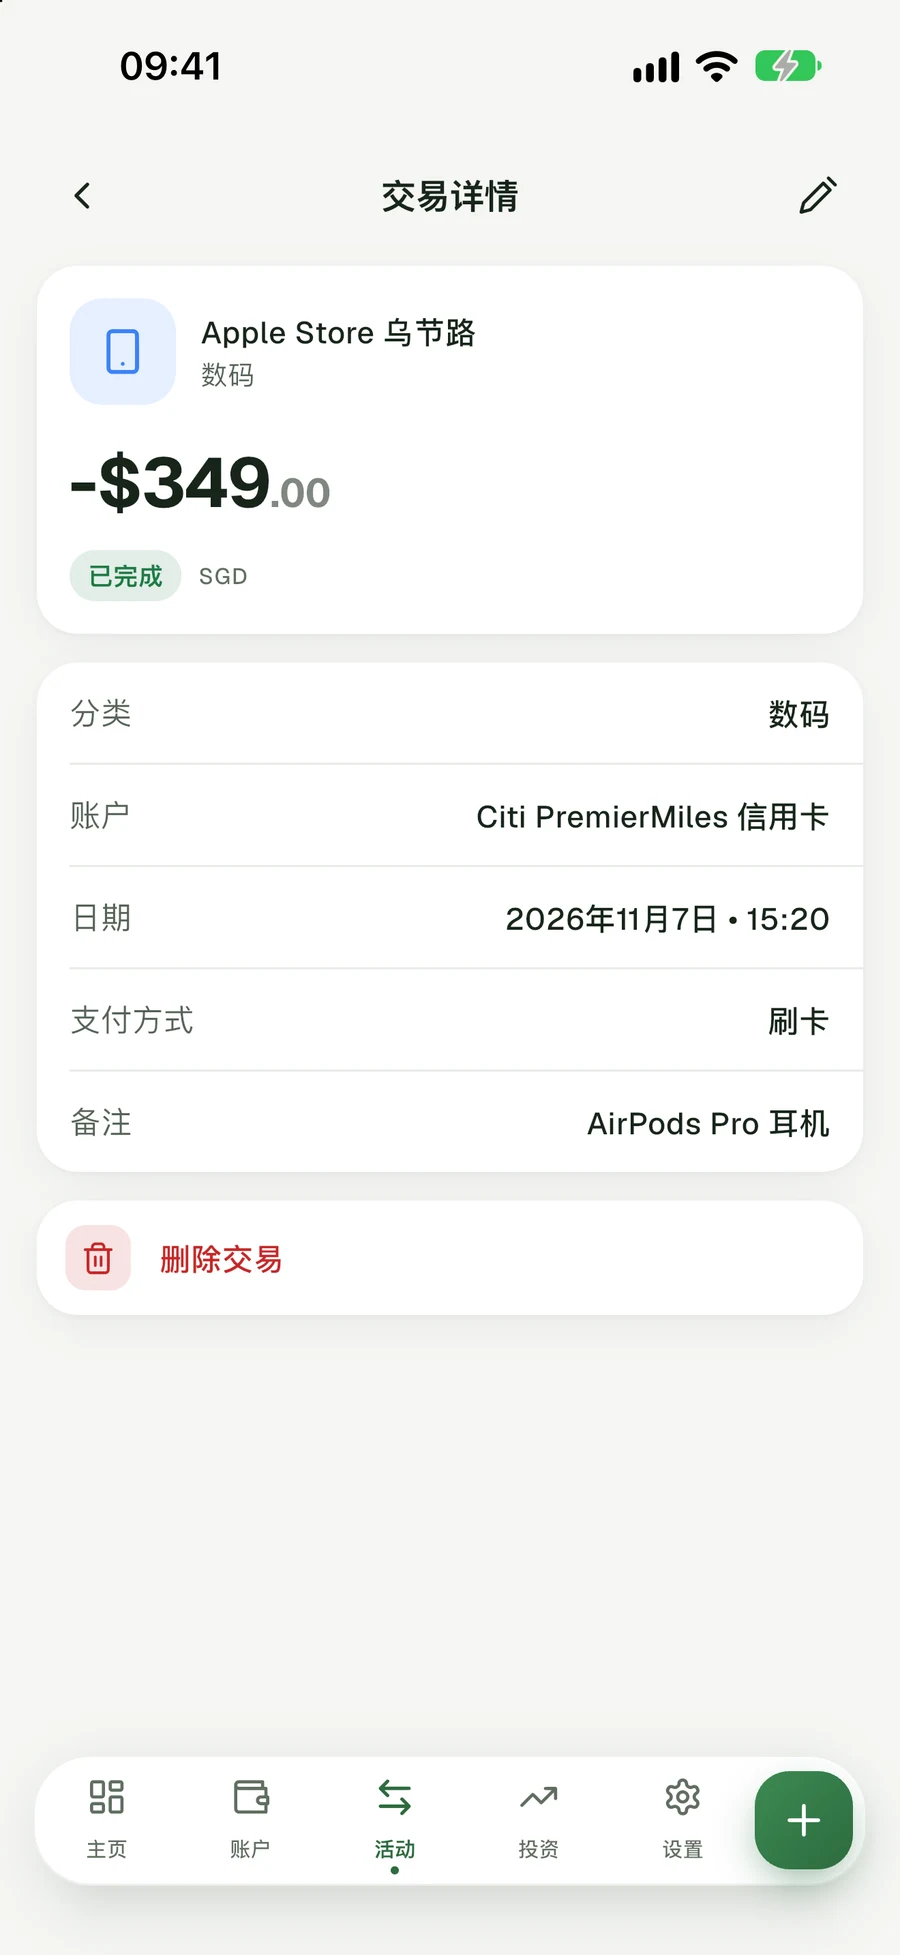 09:41
交易详情
Apple Store 乌节路
数码
-$349.00
已完成 SGD
分类 数码
账户 Citi PremierMiles 信用卡
日期 2026年11月7日 • 15:20
支付方式 刷卡
备注 AirPods Pro 耳机
删除交易
主页 账户 活动 投资 设置